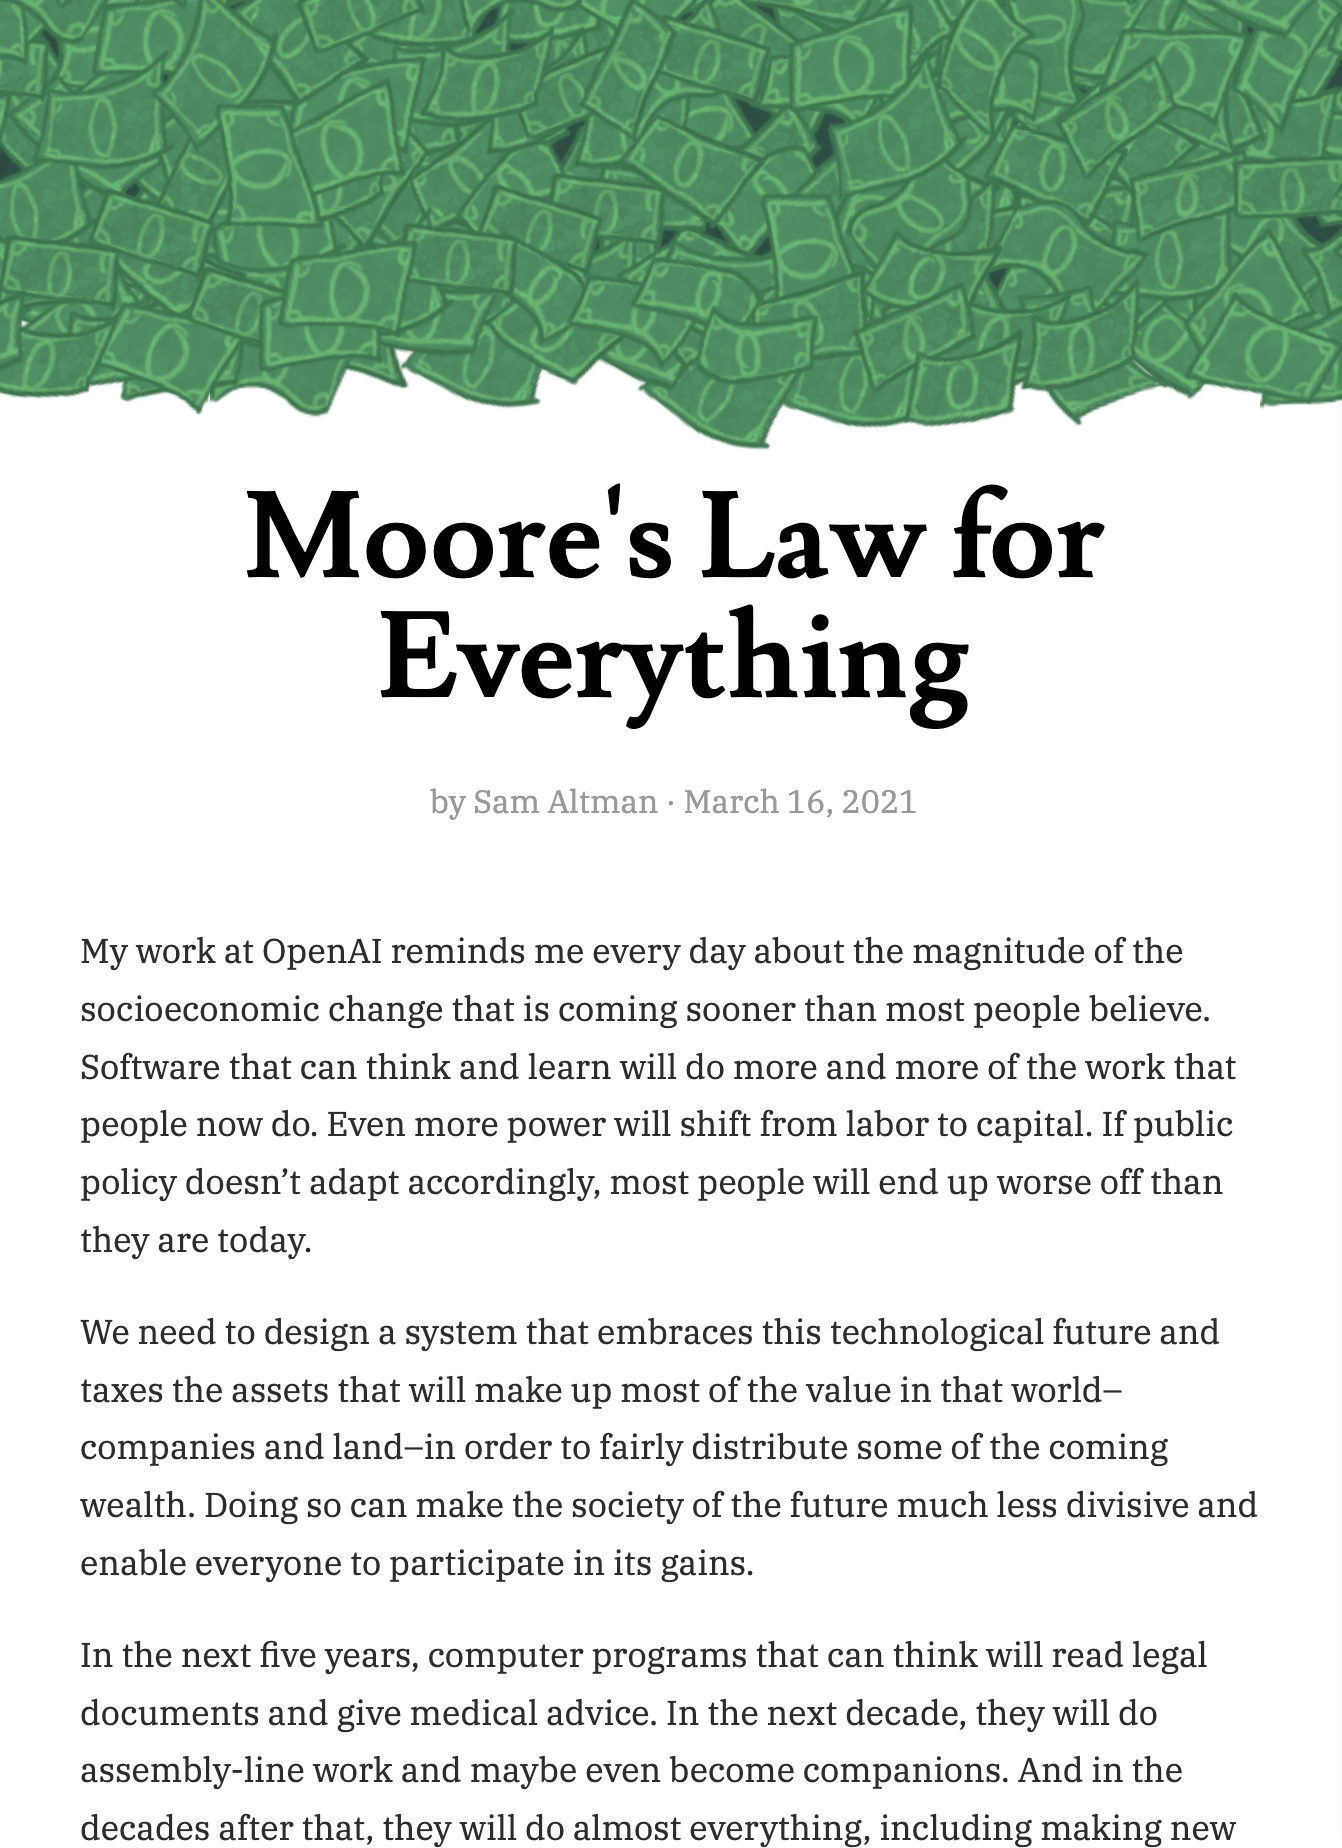 Moore's Law for
Everything
by Sam Altman · March 16, 2021
My work at OpenAI reminds me every day about the magnitude of the
socioeconomic change that is coming sooner than most people believe.
Software that can think and learn will do more and more of the work that
people now do. Even more power will shift from labor to capital. If public
policy doesn’t adapt accordingly, most people will end up worse off than
they are today.
We need to design a system that embraces this technological future and
taxes the assets that will make up most of the value in that world–
companies and land–in order to fairly distribute some of the coming
wealth. Doing so can make the society of the future much less divisive and
enable everyone to participate in its gains.
In the next five years, computer programs that can think will read legal
documents and give medical advice. In the next decade, they will do
assembly-line work and maybe even become companions. And in the
decades after that, they will do almost everything, including making new